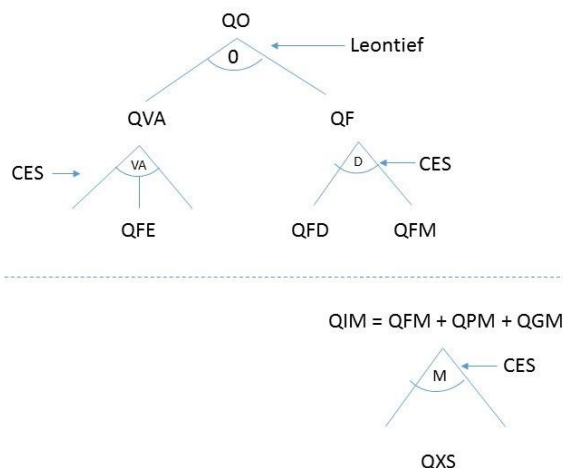 QO
Leontief
0
QVA
QF
CES
VA
D
CES
QFE
QFD
QFM
QIM = QFM + QPM + QGM
M
CES
QXS